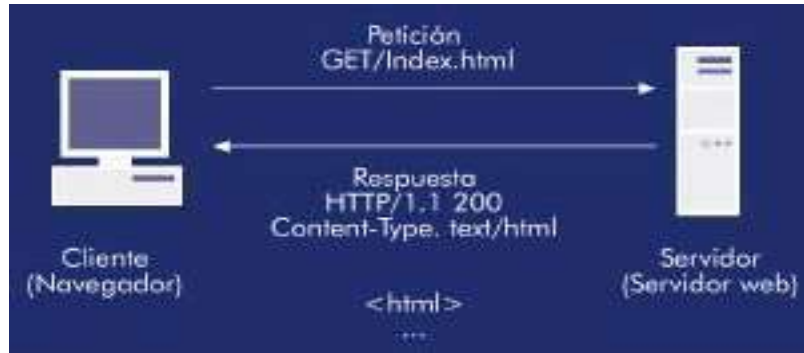 Petición
GET/Index.html
Respuesta
HTTP/1.1 200
Content-Type. text/html
Cliente
(Navegador)
Servidor
(Servidor web)
<html>
...